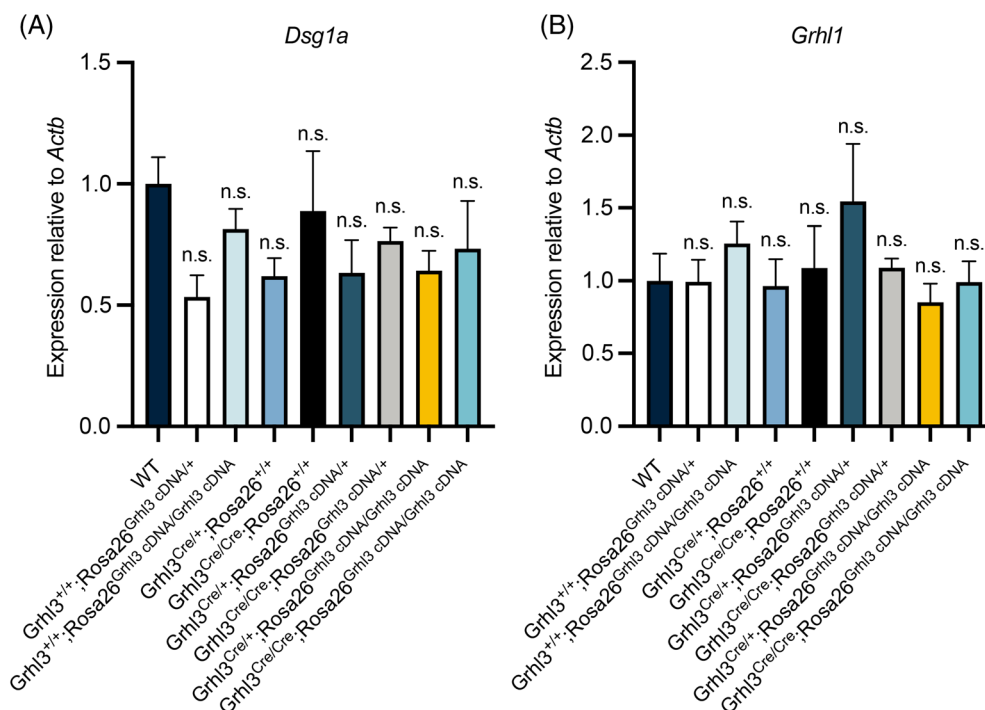 (A)
Dsg1a
Expression relative to Actb
1.5
1.0
0.5
0.0
n.s.
n.s.
n.s.
n.s.
n.s.
n.s.
n.s.
n.s.
WT
Grhl3+/+;Rosa26Grhl3 cDNA/+
Grhl3+/+;Rosa26Grhl3 cDNA/Grhl3 cDNA
Grhl3Cre/+;Rosa26+/+
Grhl3Cre/Cre;Rosa26+/+
Grhl3Cre/+;Rosa26Grhl3 cDNA/+
Grhl3Cre/Cre;Rosa26Grhl3 cDNA/+
Grhl3Cre/+;Rosa26Grhl3 cDNA/Grhl3 cDNA
Grhl3Cre/Cre;Rosa26Grhl3 cDNA/Grhl3 cDNA
(B)
Grhl1
Expression relative to Actb
2.5
2.0
1.5
1.0
0.5
0.0
n.s.
n.s.
n.s.
n.s.
n.s.
n.s.
n.s.
n.s.
WT
Grhl3+/+;Rosa26Grhl3 cDNA/+
Grhl3+/+;Rosa26Grhl3 cDNA/Grhl3 cDNA
Grhl3Cre/+;Rosa26+/+
Grhl3Cre/Cre;Rosa26+/+
Grhl3Cre/+;Rosa26Grhl3 cDNA/+
Grhl3Cre/Cre;Rosa26Grhl3 cDNA/+
Grhl3Cre/+;Rosa26Grhl3 cDNA/Grhl3 cDNA
Grhl3Cre/Cre;Rosa26Grhl3 cDNA/Grhl3 cDNA